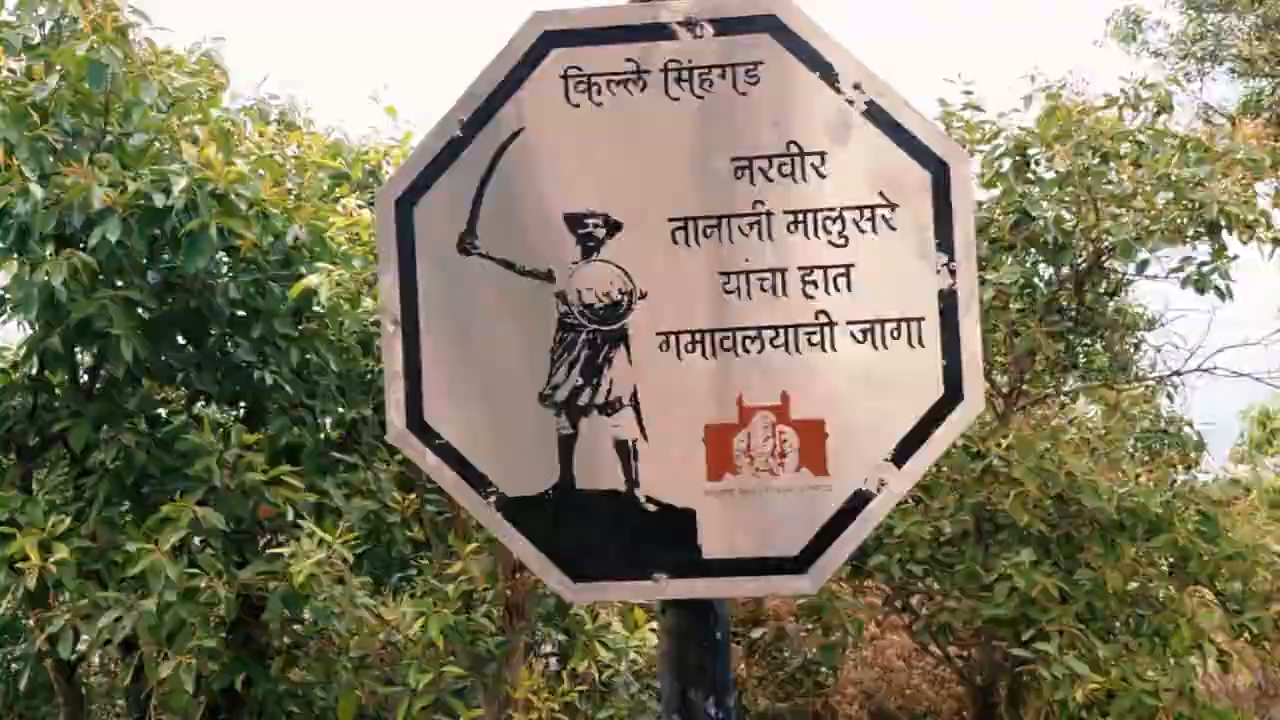 किल्ले सिंहगड
नरवीर
तानाजी मालुसरे
यांचा हात
गमावलयाची जागा